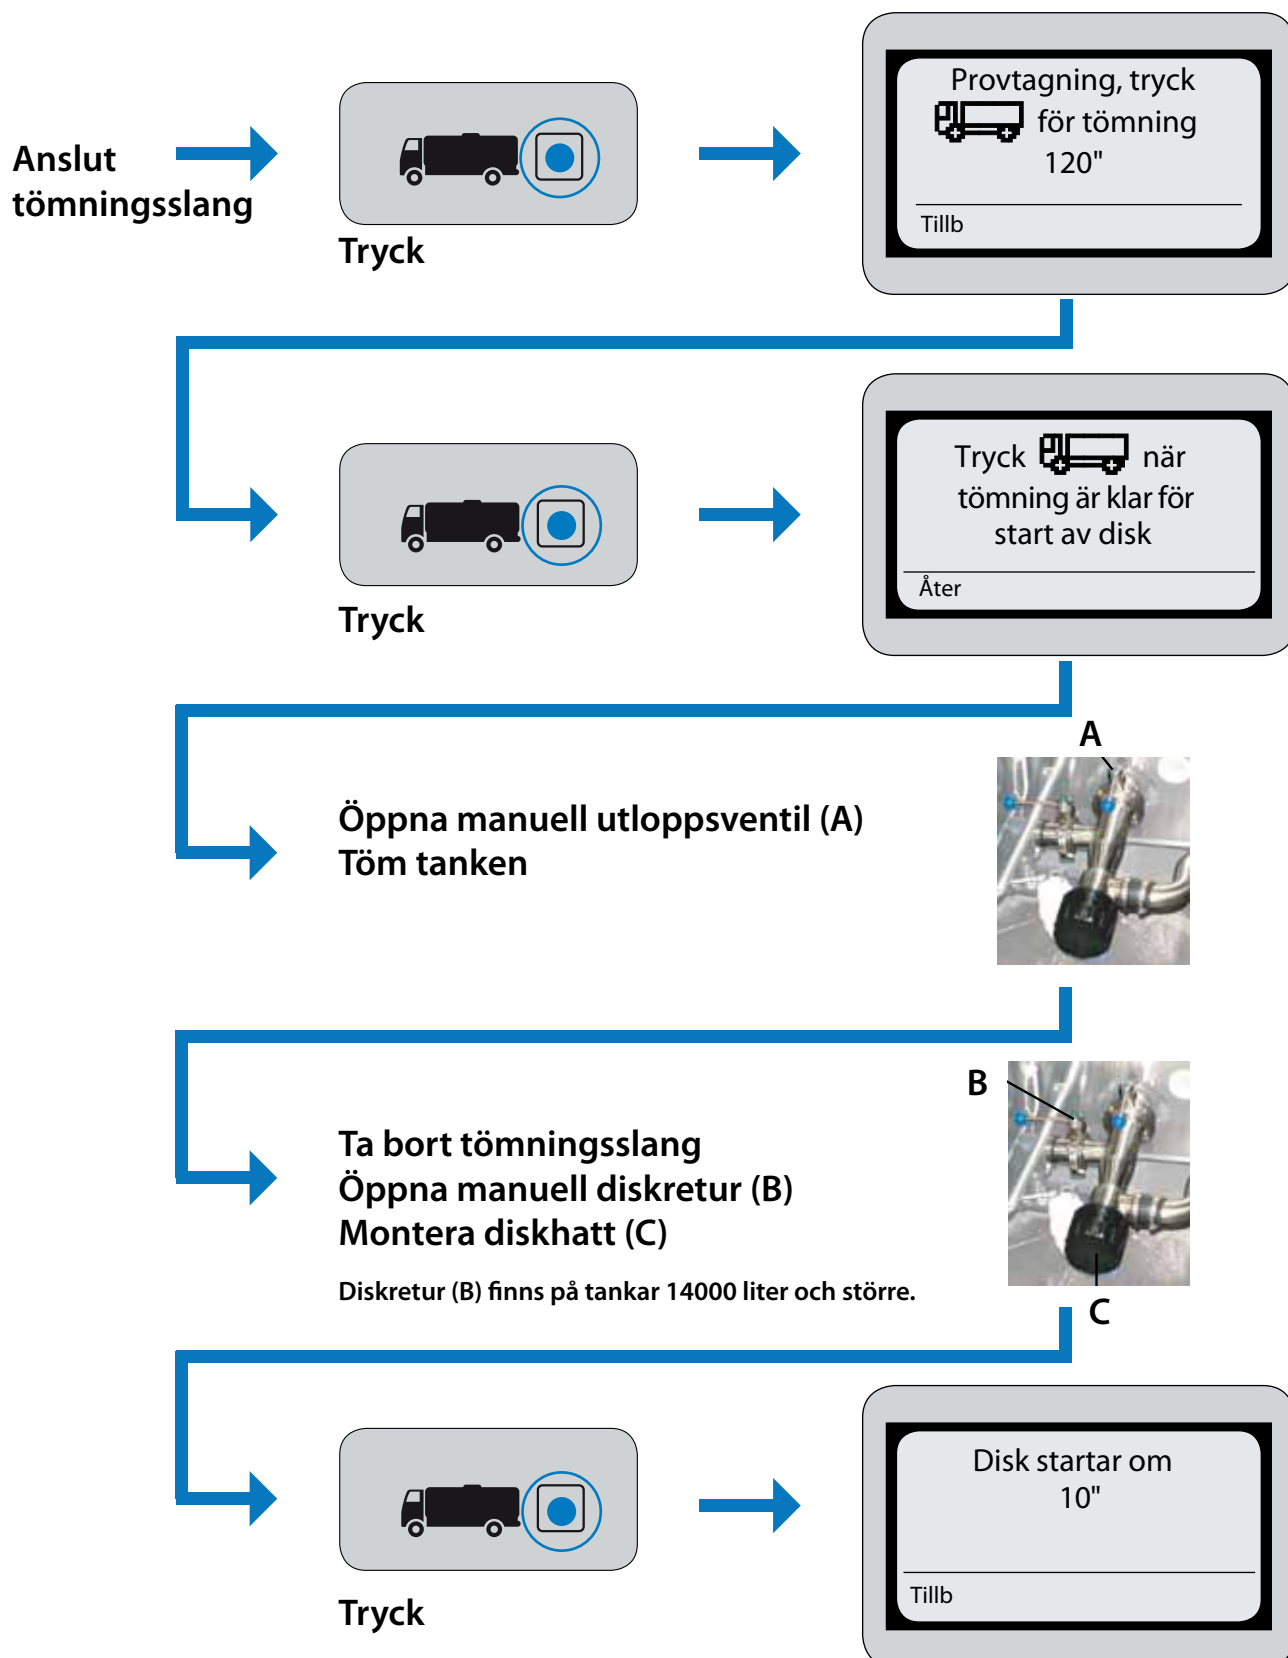 Anslut
tömningsslang
Tryck
Provtagning, tryck
för tömning
120"
Tillb
Tryck
Tryck när
tömning är klar för
start av disk
Åter
Öppna manuell utloppsventil (A)
Töm tanken
A
Ta bort tömningsslang
Öppna manuell diskretur (B)
Montera diskhatt (C)
Diskretur (B) finns på tankar 14000 liter och större.
B
C
Tryck
Disk startar om
10"
Tillb